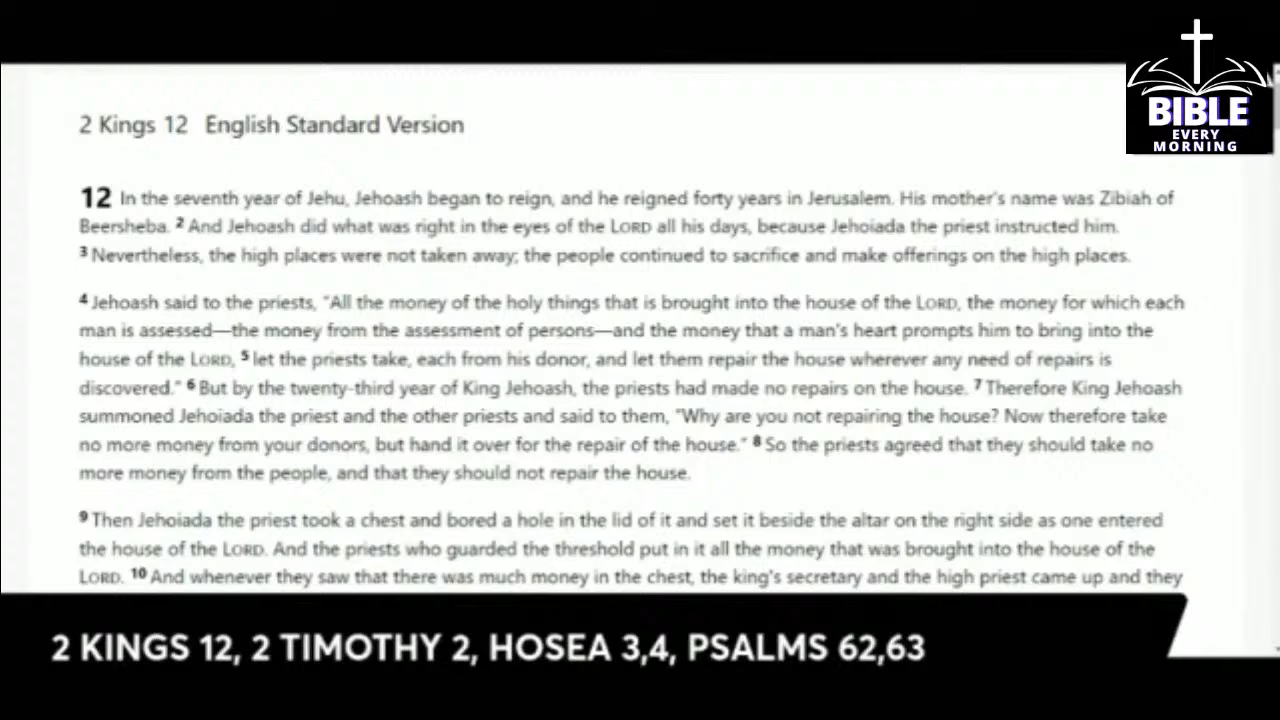 BIBLE
EVERY
MORNING
2 Kings 12 English Standard Version
12 In the seventh year of Jehu, Jehoash began to reign, and he reigned forty years in Jerusalem. His mother's name was Zibiah of
Beersheba. 2 And Jehoash did what was right in the eyes of the LORD all his days, because Jehoiada the priest instructed him.
3 Nevertheless, the high places were not taken away; the people continued to sacrifice and make offerings on the high places.
4 Jehoash said to the priests, "All the money of the holy things that is brought into the house of the LORD, the money for which each
man is assessed—the money from the assessment of persons—and the money that a man's heart prompts him to bring into the
house of the LORD, 5 let the priests take, each from his donor, and let them repair the house wherever any need of repairs is
discovered." 6 But by the twenty-third year of King Jehoash, the priests had made no repairs on the house. 7 Therefore King Jehoash
summoned Jehoiada the priest and the other priests and said to them, "Why are you not repairing the house? Now therefore take
no more money from your donors, but hand it over for the repair of the house." 8 So the priests agreed that they should take no
more money from the people, and that they should not repair the house.
9 Then Jehoiada the priest took a chest and bored a hole in the lid of it and set it beside the altar on the right side as one entered
the house of the LORD. And the priests who guarded the threshold put in it all the money that was brought into the house of the
LORD. 10 And whenever they saw that there was much money in the chest, the king's secretary and the high priest came up and they
2 KINGS 12, 2 TIMOTHY 2, HOSEA 3,4, PSALMS 62,63